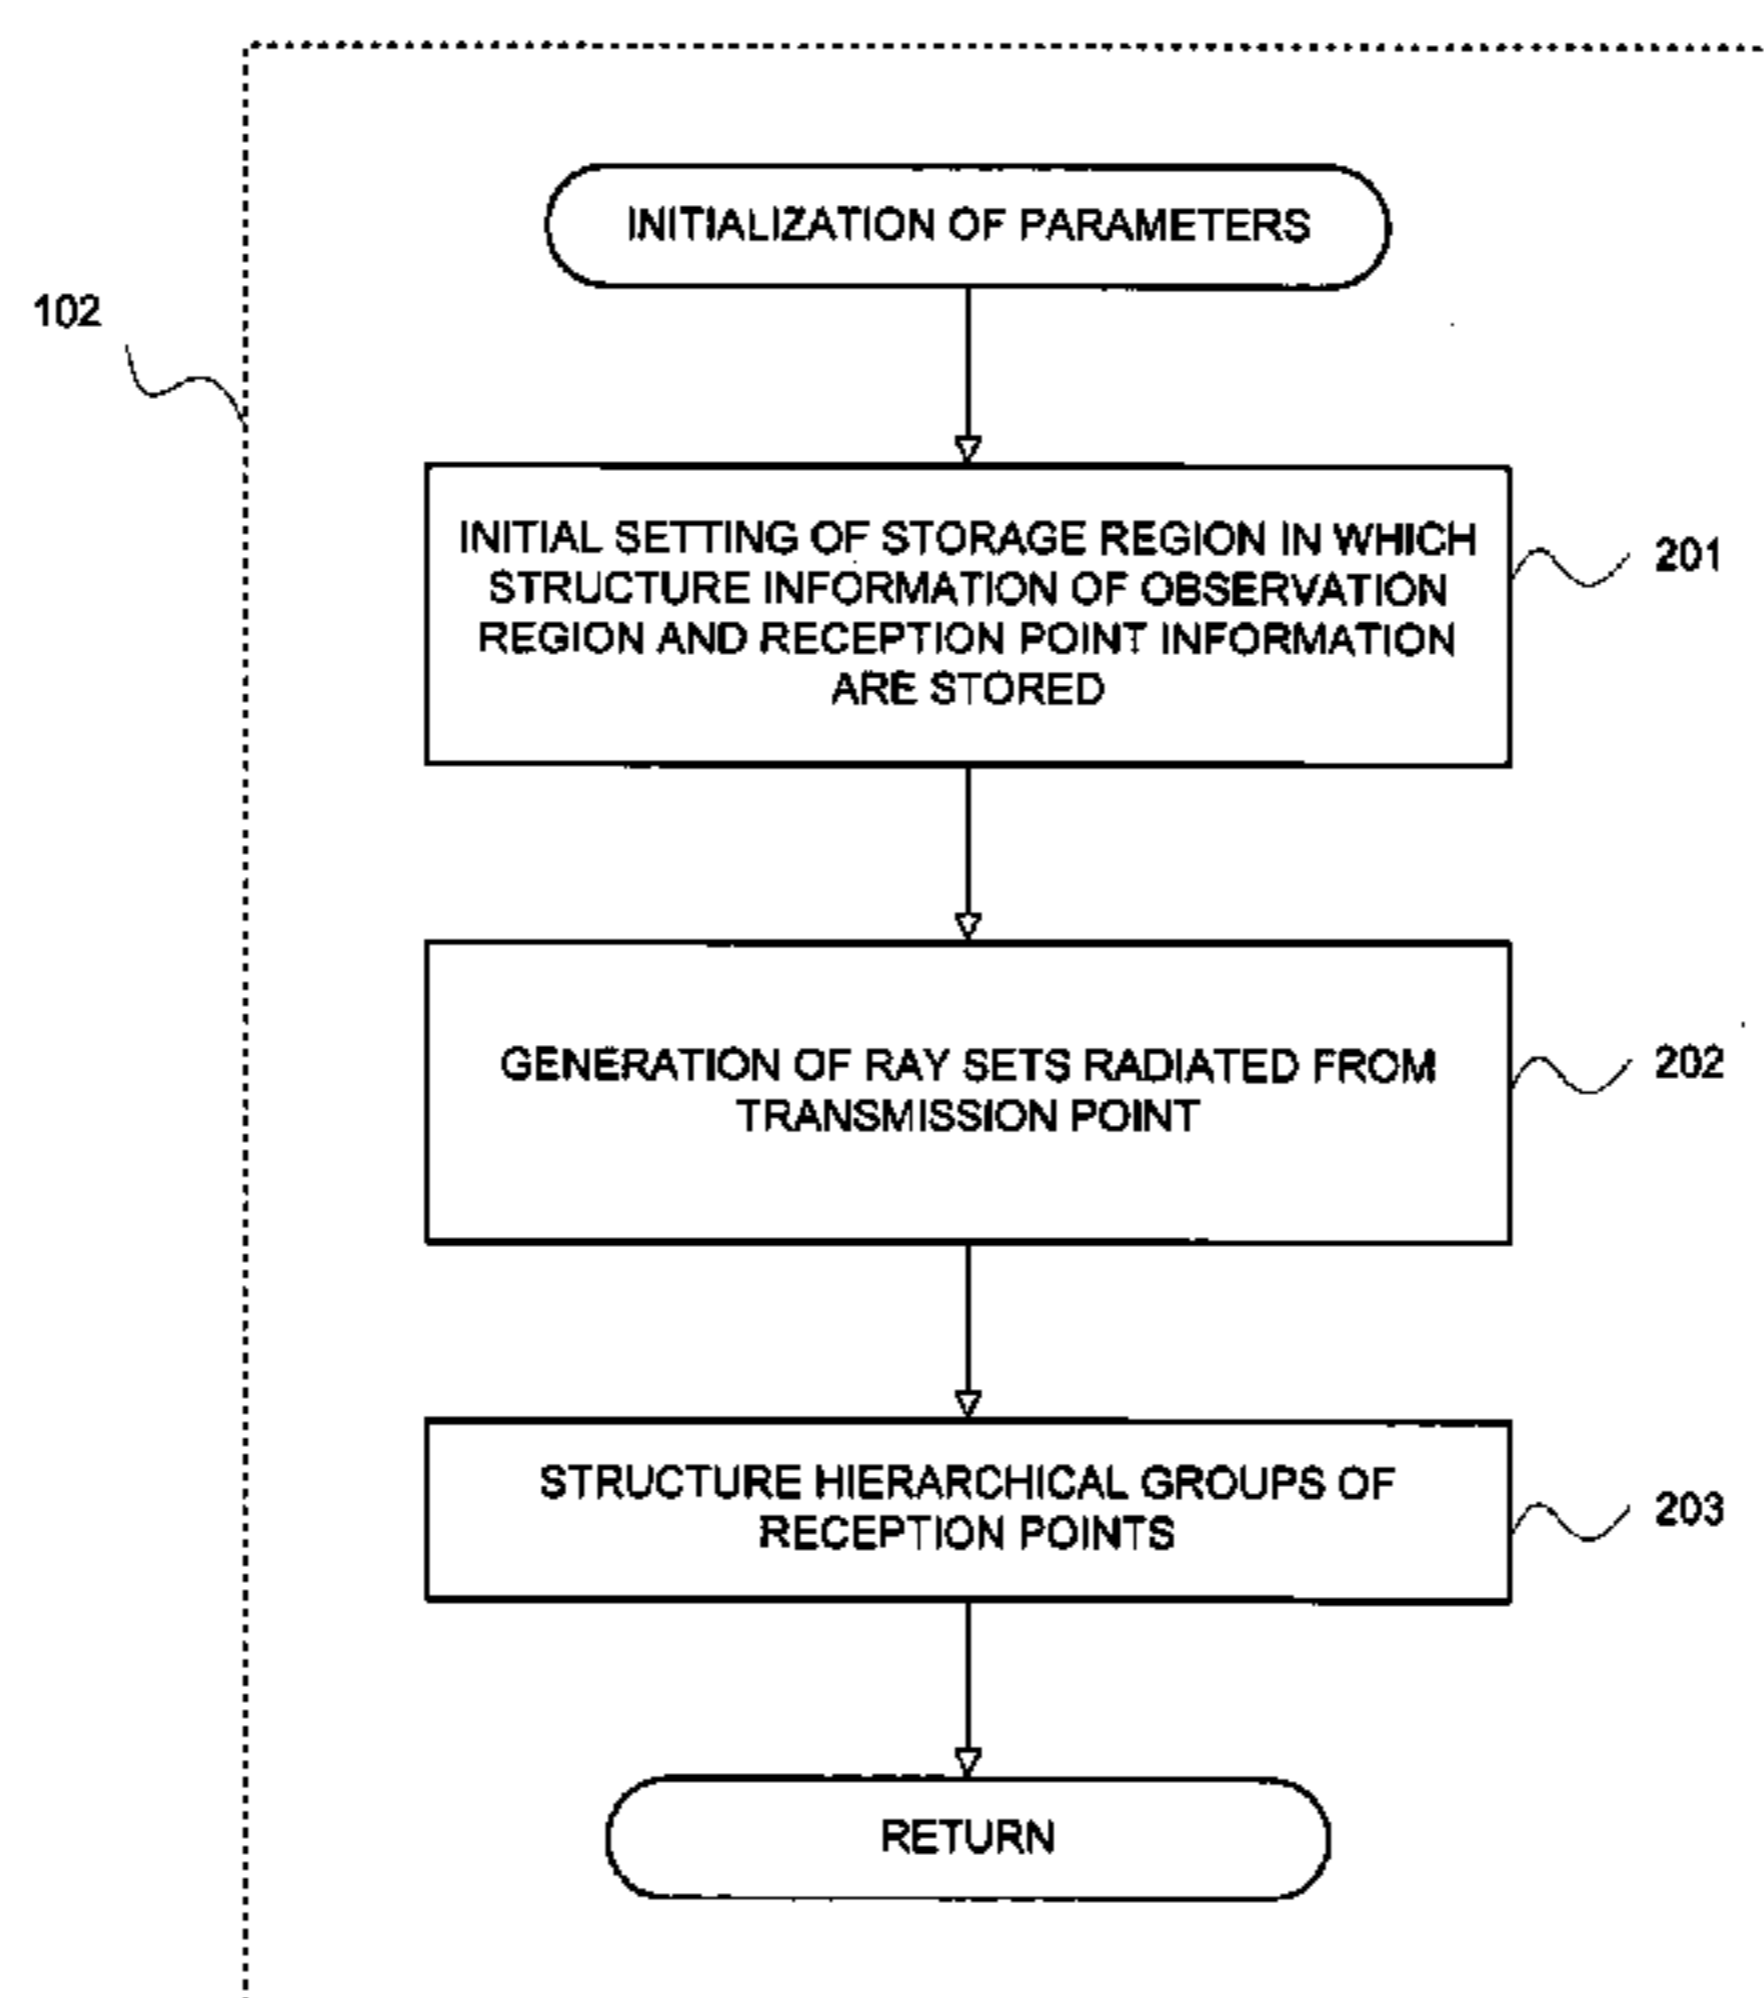 INITIALIZATION OF PARAMETERS
102
INITIAL SETTING OF STORAGE REGION IN WHICH
STRUCTURE INFORMATION OF OBSERVATION
REGION AND RECEPTION POINT INFORMATION
ARE STORED
201
GENERATION OF RAY SETS RADIATED FROM
TRANSMISSION POINT
202
STRUCTURE HIERARCHICAL GROUPS OF
RECEPTION POINTS
203
RETURN